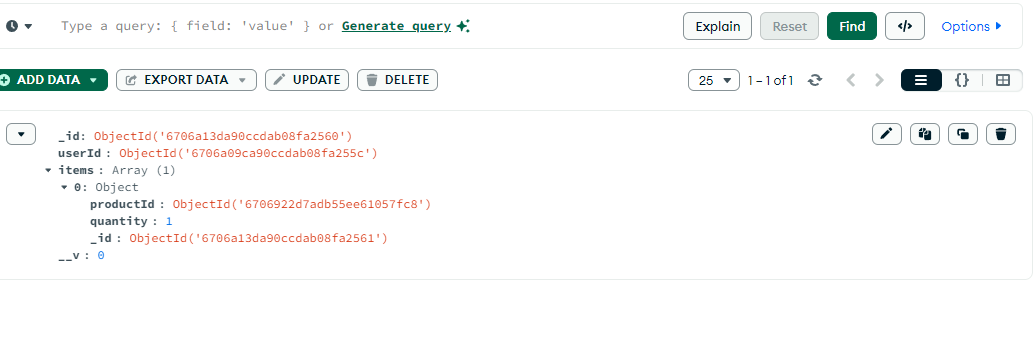 Type a query: { field: 'value' } or Generate query
Explain Reset Find </> Options
ADD DATA EXPORT DATA UPDATE DELETE
25 1 – 1 of 1 {}
_id: ObjectId('6706a13da90ccdab08fa2560')
userId : ObjectId('6706a09ca90ccdab08fa255c')
items : Array (1)
0: Object
productId : ObjectId('6706922d7adb55ee61057fc8')
quantity : 1
_id : ObjectId('6706a13da90ccdab08fa2561')
__v : 0